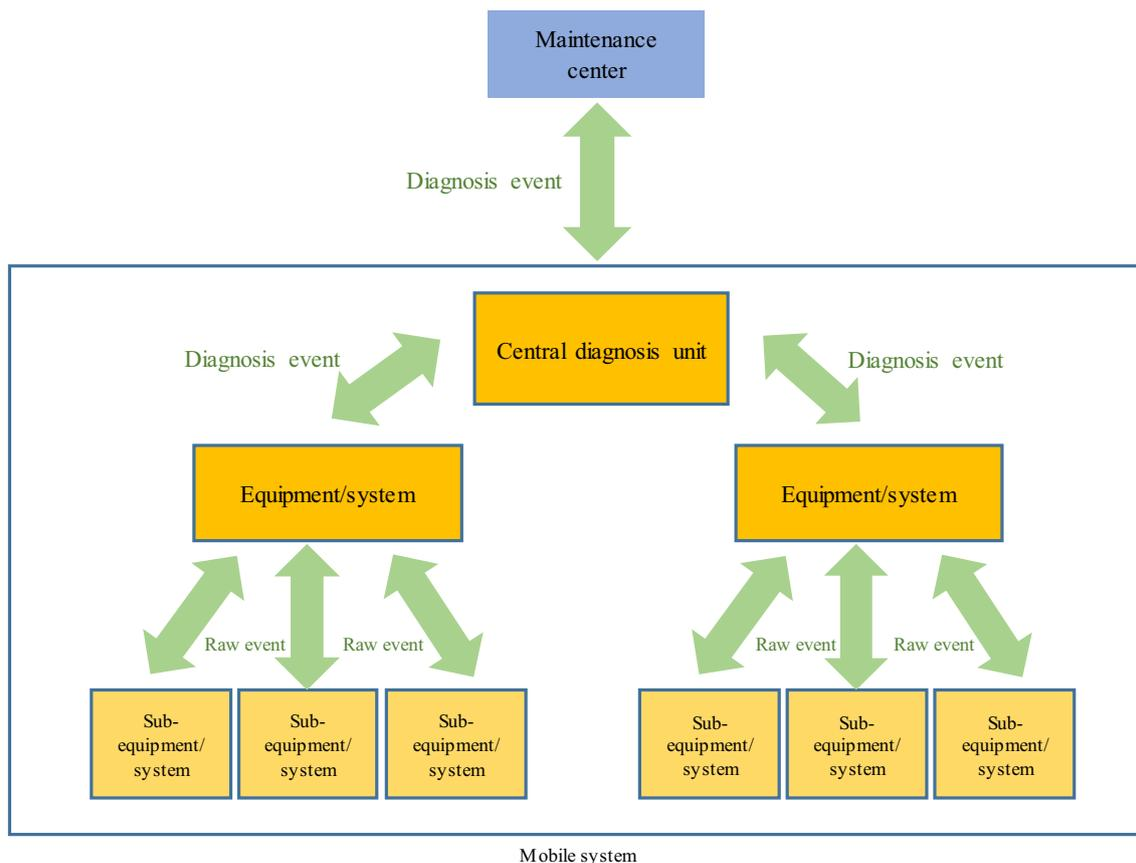 Maintenance
center
Diagnosis event
Central diagnosis unit
Diagnosis event
Diagnosis event
Equipment/system
Equipment/system
Raw event
Raw event
Raw event
Raw event
Sub-
equipment/
system
Sub-
equipment/
system
Sub-
equipment/
system
Sub-
equipment/
system
Sub-
equipment/
system
Sub-
equipment/
system
Mobile system